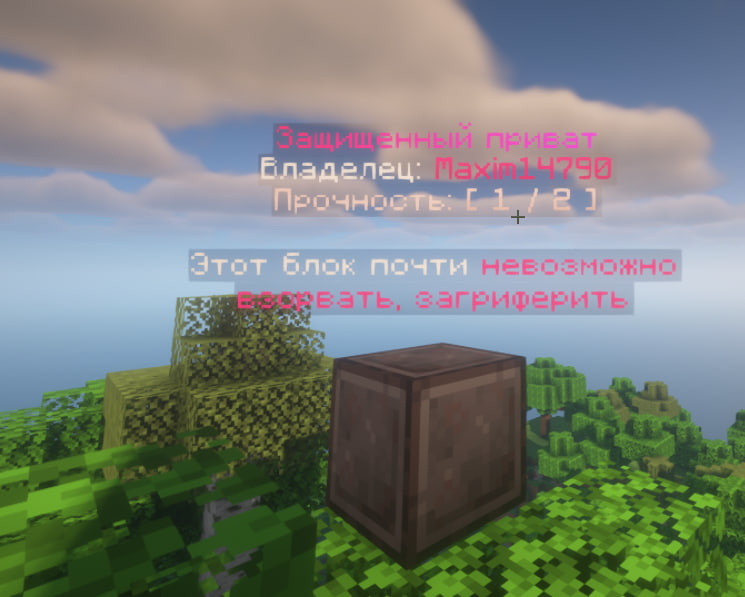 Защищенный приват
Владелец: Maxim14790
Прочность: [ 1 / 2 ]
Этот блок почти невозможно
взорвать, загриферить